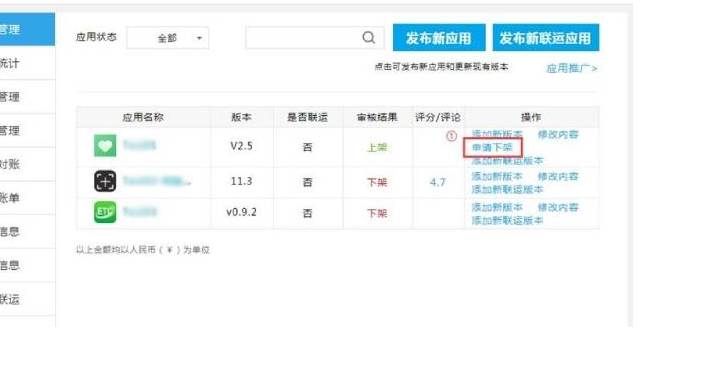 管理
统计
管理
管理
对账
账单
信息
信息
联运
应用状态 全部 发布新应用 发布新联运应用
点击可发布新应用和更新现有版本 应用推广>
应用名称 版本 是否联运 审核结果 评分/评论 操作
V2.5 否 上架 ① 添加新版本 修改内容
申请下架
添加新联运版本
11.3 否 下架 4.7 添加新版本 修改内容
添加新联运版本
ETC v0.9.2 否 下架 添加新版本 修改内容
添加新联运版本
以上金额均以人民币（￥）为单位